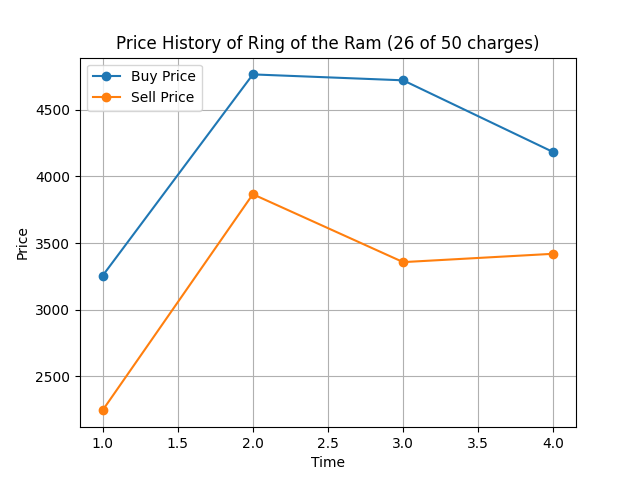 Price History of Ring of the Ram (26 of 50 charges)
Buy Price
Sell Price
Price
4500
4000
3500
3000
2500
1.0 1.5 2.0 2.5 3.0 3.5 4.0
Time